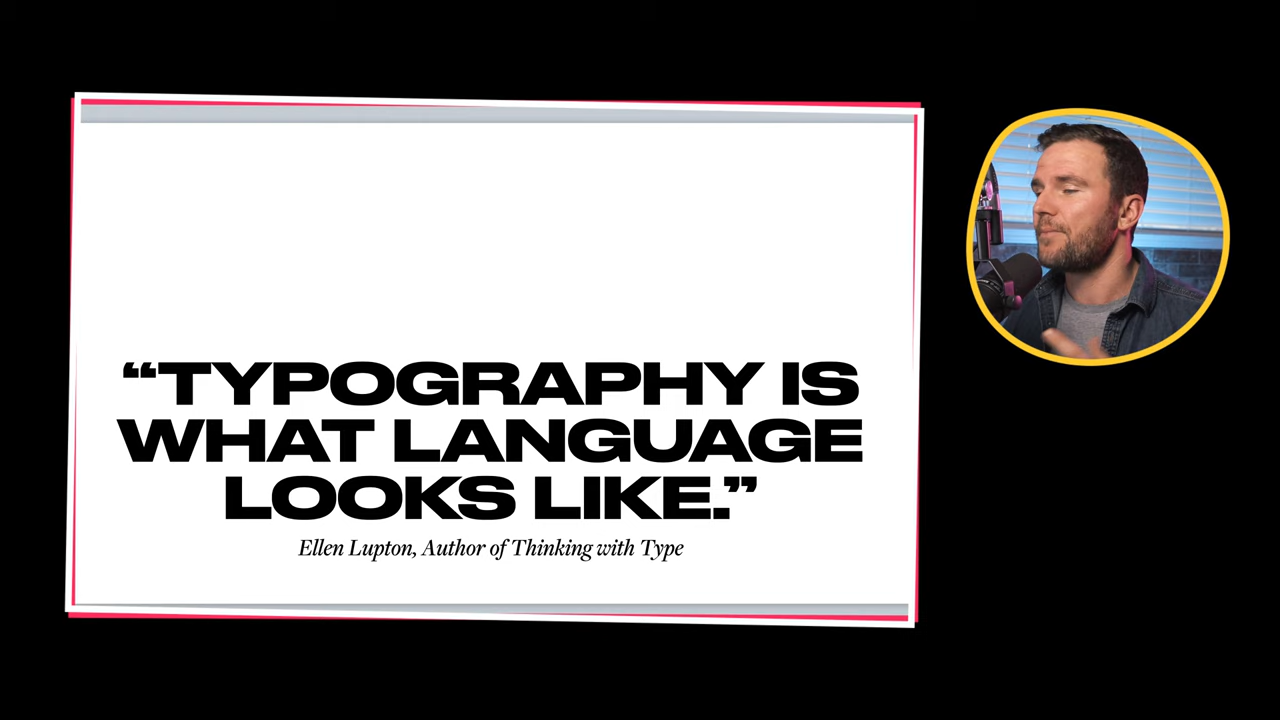 “TYPOGRAPHY IS
WHAT LANGUAGE
LOOKS LIKE.”
Ellen Lupton, Author of Thinking with Type